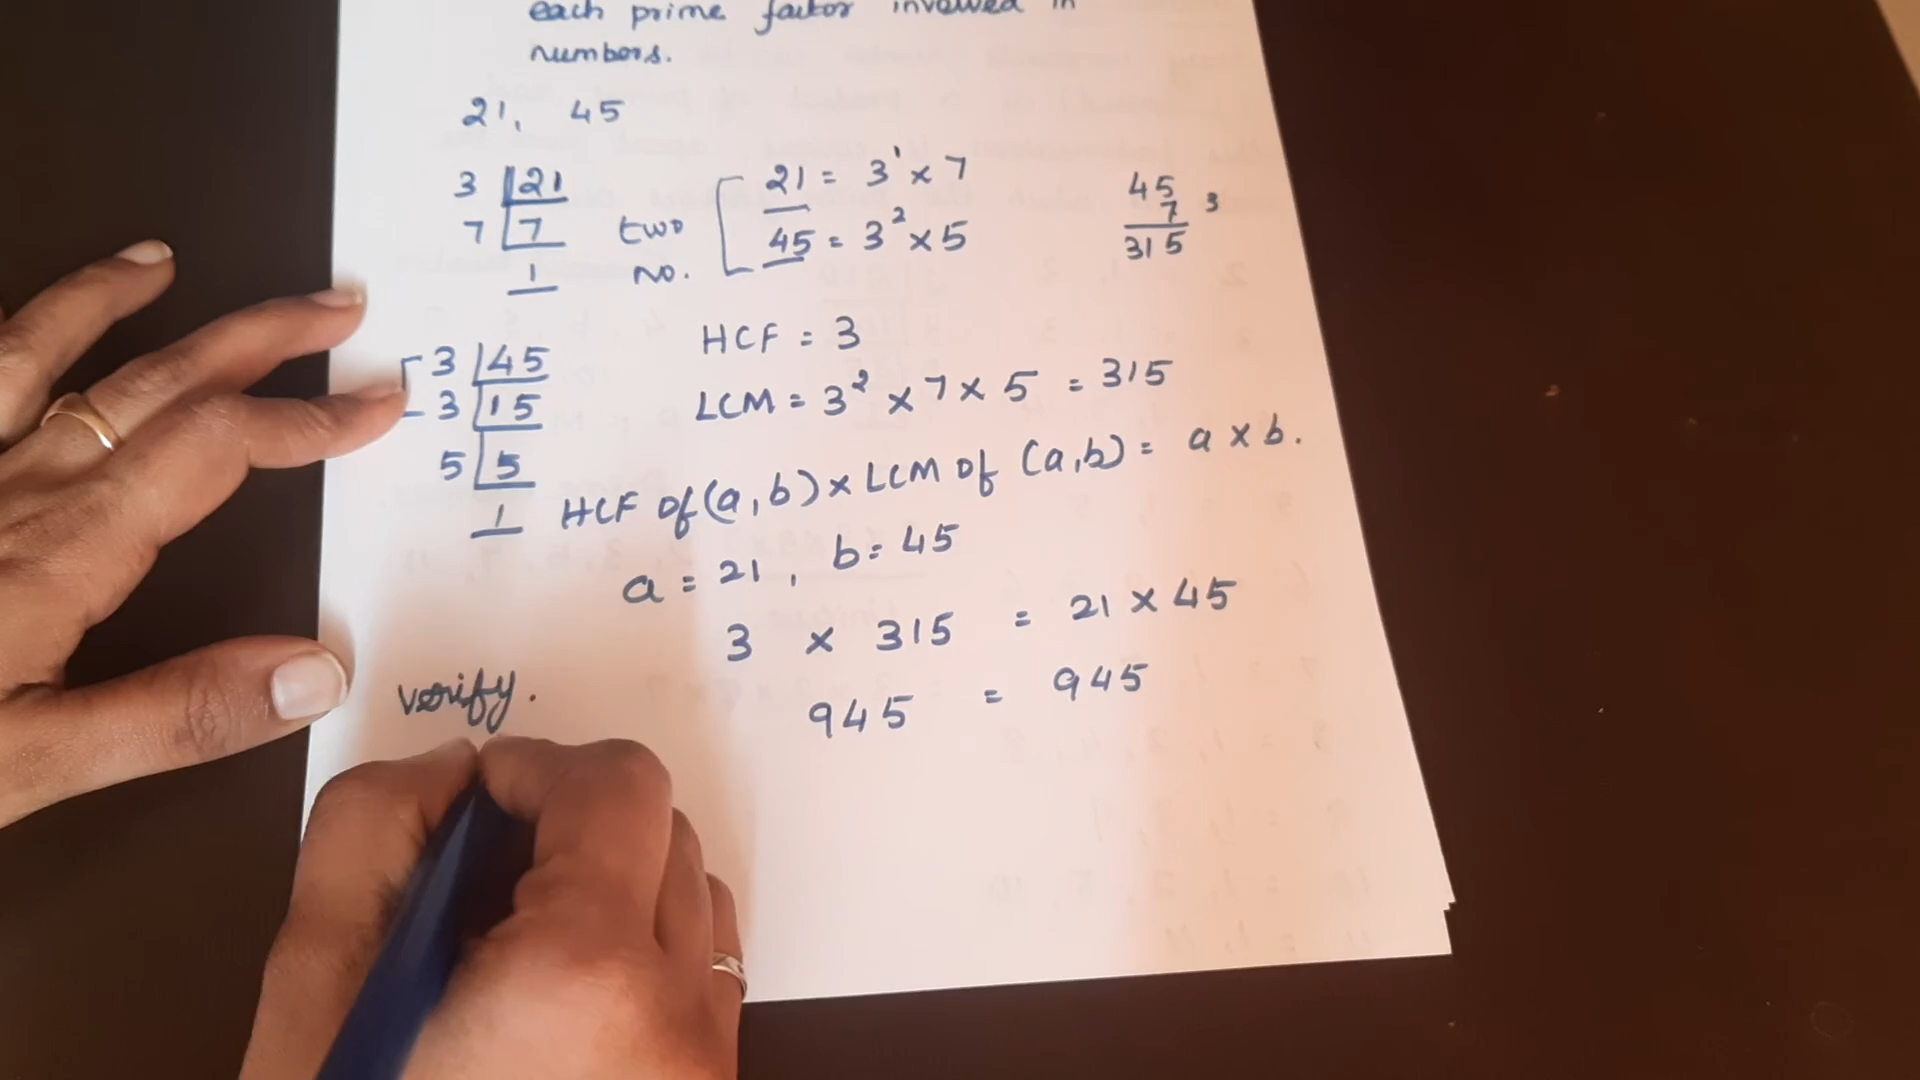 each prime factor involved in
numbers.
21, 45
3 | 21
7 | 7
1
two
no.
21 = 3¹ × 7
45 = 3² × 5
45
7 3
315
3 | 45
3 | 15
5 | 5
1
HCF = 3
LCM = 3² × 7 × 5 = 315
HCF of (a, b) × LCM of (a, b) = a × b.
a = 21, b = 45
3 × 315 = 21 × 45
verify.
945 = 945